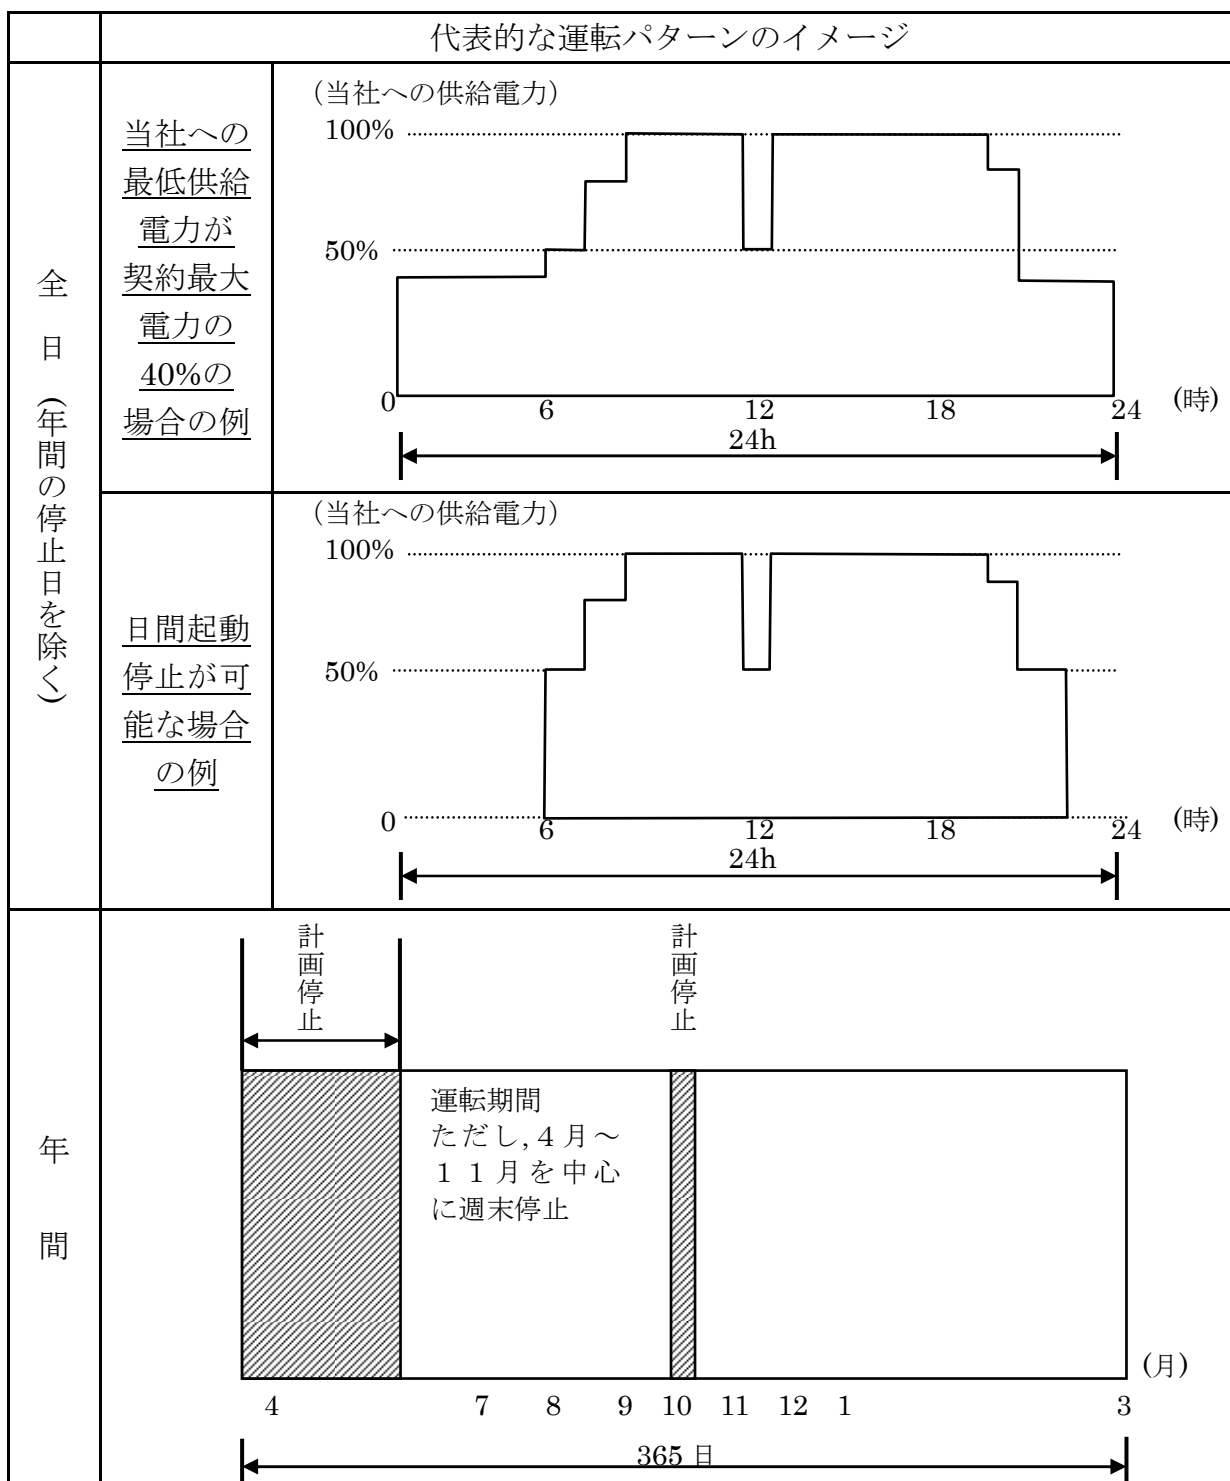 代表的な運転パターンのイメージ
全日（年間の停止日を除く）
当社への
最低供給
電力が
契約最大
電力の
40%の
場合の例
（当社への供給電力）
100%
50%
0
6
12
18
24
(時)
24h
日間起動
停止が可
能な場合
の例
（当社への供給電力）
100%
50%
0
6
12
18
24
(時)
24h
年間
計画停止
計画停止
運転期間
ただし,４月～
１１月を中心
に週末停止
(月)
4
7
8
9
10
11
12
1
3
365 日